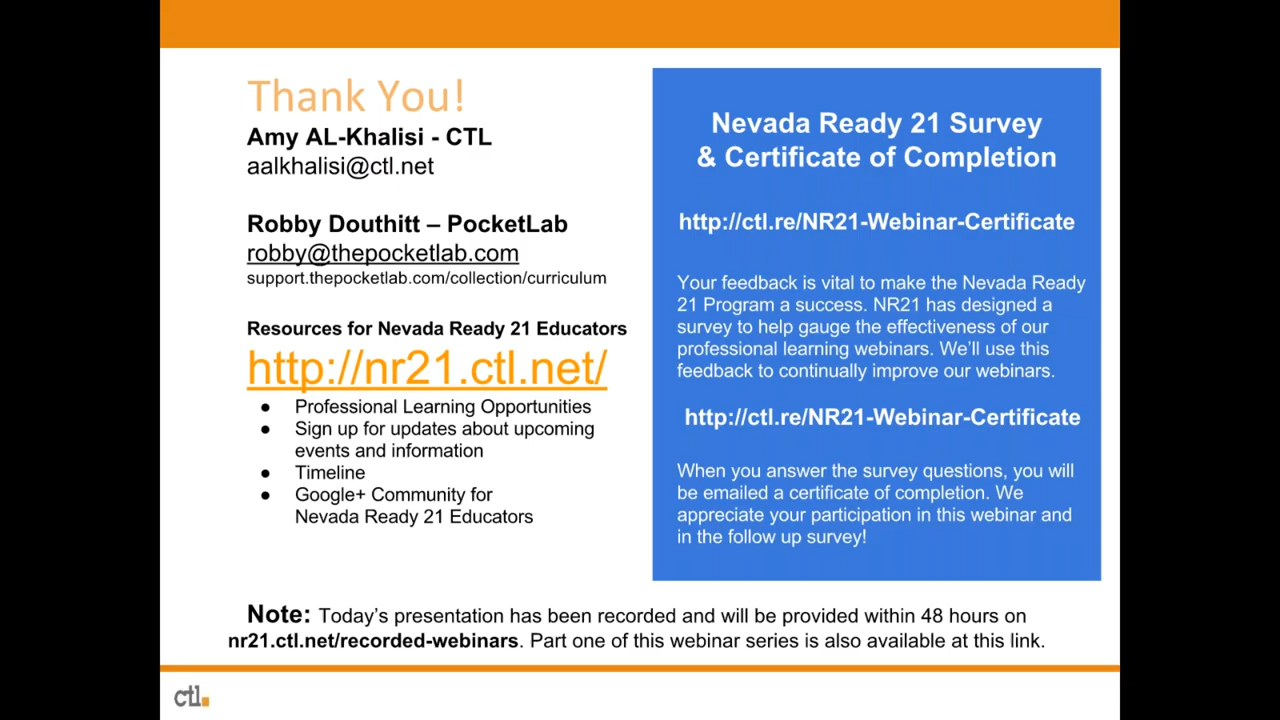 Thank You!
Amy AL-Khalisi - CTL
aalkhalisi@ctl.net
Robby Douthitt – PocketLab
robby@thepocketlab.com
support.thepocketlab.com/collection/curriculum
Resources for Nevada Ready 21 Educators
http://nr21.ctl.net/
● Professional Learning Opportunities
● Sign up for updates about upcoming
events and information
● Timeline
● Google+ Community for
Nevada Ready 21 Educators
Nevada Ready 21 Survey
& Certificate of Completion
http://ctl.re/NR21-Webinar-Certificate
Your feedback is vital to make the Nevada Ready
21 Program a success. NR21 has designed a
survey to help gauge the effectiveness of our
professional learning webinars. We’ll use this
feedback to continually improve our webinars.
http://ctl.re/NR21-Webinar-Certificate
When you answer the survey questions, you will
be emailed a certificate of completion. We
appreciate your participation in this webinar and
in the follow up survey!
Note: Today’s presentation has been recorded and will be provided within 48 hours on
nr21.ctl.net/recorded-webinars. Part one of this webinar series is also available at this link.
ctl